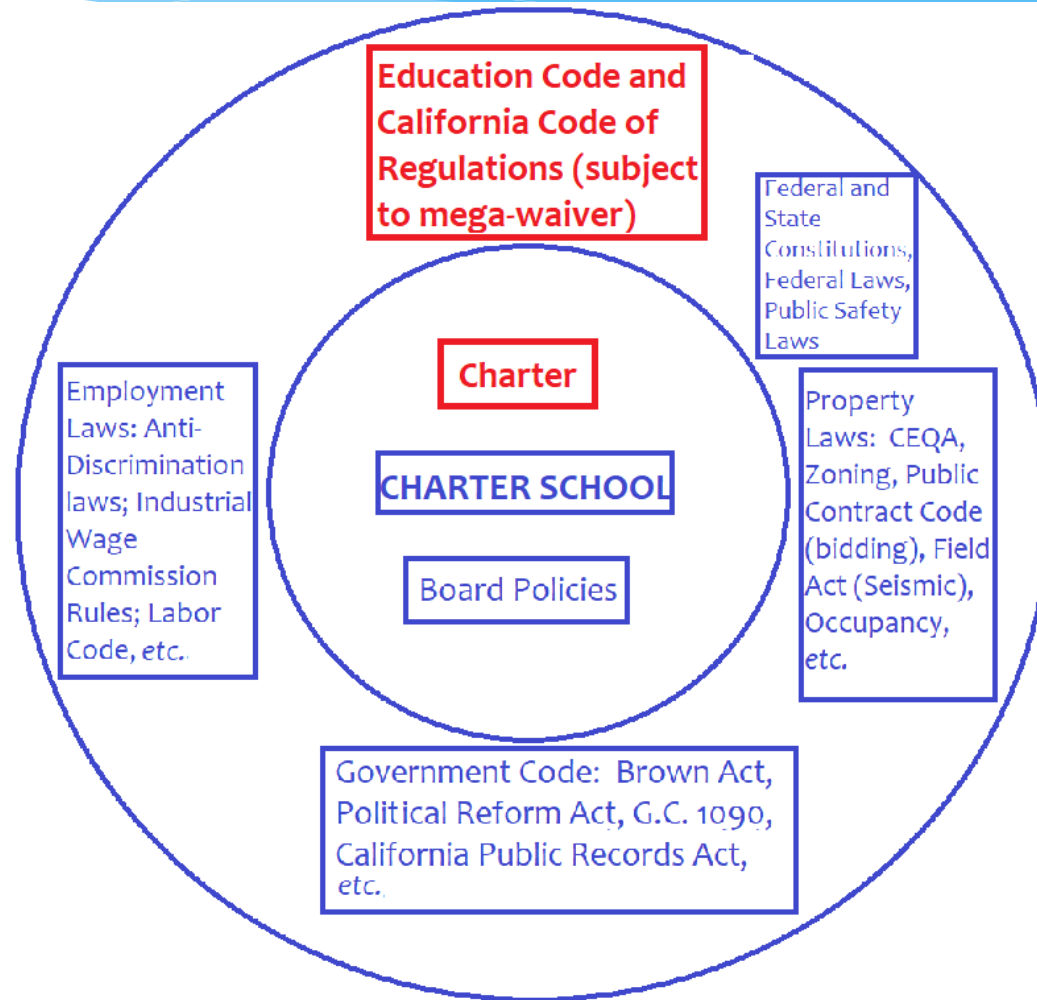 Education Code and
California Code of
Regulations (subject
to mega-waiver)
Federal and
State
Constitutions,
Federal Laws,
Public Safety
Laws
Charter
CHARTER SCHOOL
Board Policies
Employment
Laws: Anti-
Discrimination
laws; Industrial
Wage
Commission
Rules; Labor
Code, etc.
Property
Laws: CEQA,
Zoning, Public
Contract Code
(bidding), Field
Act (Seismic),
Occupancy,
etc.
Government Code: Brown Act,
Political Reform Act, G.C. 1090,
California Public Records Act,
etc.